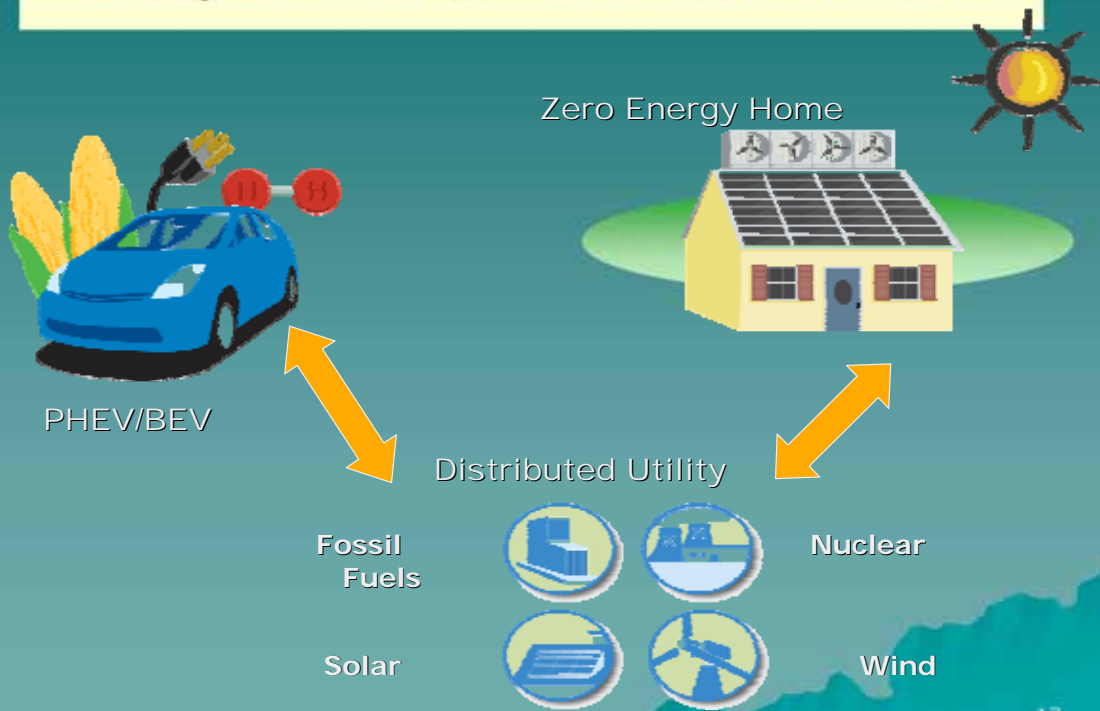 Zero Energy Home
H H
PHEV/BEV
Distributed Utility
Fossil
Fuels
Nuclear
Solar
Wind